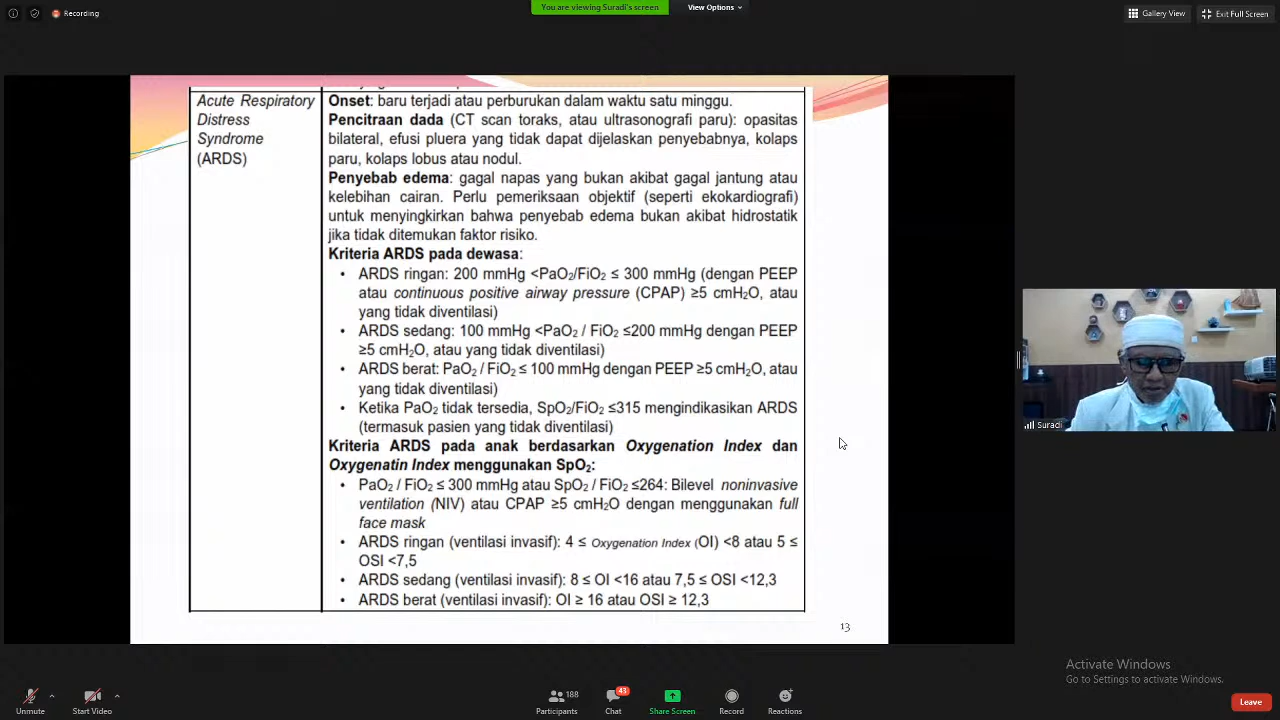 Recording
You are viewing Suradi's screen
View Options
Gallery View
Exit Full Screen
Acute Respiratory
Distress
Syndrome
(ARDS)
Onset: baru terjadi atau perburukan dalam waktu satu minggu.
Pencitraan dada (CT scan toraks, atau ultrasonografi paru): opasitas
bilateral, efusi pluera yang tidak dapat dijelaskan penyebabnya, kolaps
paru, kolaps lobus atau nodul.
Penyebab edema: gagal napas yang bukan akibat gagal jantung atau
kelebihan cairan. Perlu pemeriksaan objektif (seperti ekokardiografi)
untuk menyingkirkan bahwa penyebab edema bukan akibat hidrostatik
jika tidak ditemukan faktor risiko.
Kriteria ARDS pada dewasa:
• ARDS ringan: 200 mmHg <PaO₂/FiO₂ ≤ 300 mmHg (dengan PEEP
atau continuous positive airway pressure (CPAP) ≥5 cmH₂O, atau
yang tidak diventilasi)
• ARDS sedang: 100 mmHg <PaO₂ / FiO₂ ≤200 mmHg dengan PEEP
≥5 cmH₂O, atau yang tidak diventilasi)
• ARDS berat: PaO₂ / FiO₂ ≤ 100 mmHg dengan PEEP ≥5 cmH₂O, atau
yang tidak diventilasi)
• Ketika PaO₂ tidak tersedia, SpO₂/FiO₂ ≤315 mengindikasikan ARDS
(termasuk pasien yang tidak diventilasi)
Kriteria ARDS pada anak berdasarkan Oxygenation Index dan
Oxygenatin Index menggunakan SpO₂:
• PaO₂ / FiO₂ ≤ 300 mmHg atau SpO₂ / FiO₂ ≤264: Bilevel noninvasive
ventilation (NIV) atau CPAP ≥5 cmH₂O dengan menggunakan full
face mask
• ARDS ringan (ventilasi invasif): 4 ≤ Oxygenation Index (OI) <8 atau 5 ≤
OSI <7,5
• ARDS sedang (ventilasi invasif): 8 ≤ OI <16 atau 7,5 ≤ OSI <12,3
• ARDS berat (ventilasi invasif): OI ≥ 16 atau OSI ≥ 12,3
13
Suradi
Activate Windows
Go to Settings to activate Windows.
Unmute
Start Video
188
Participants
43
Chat
Share Screen
Record
Reactions
Leave